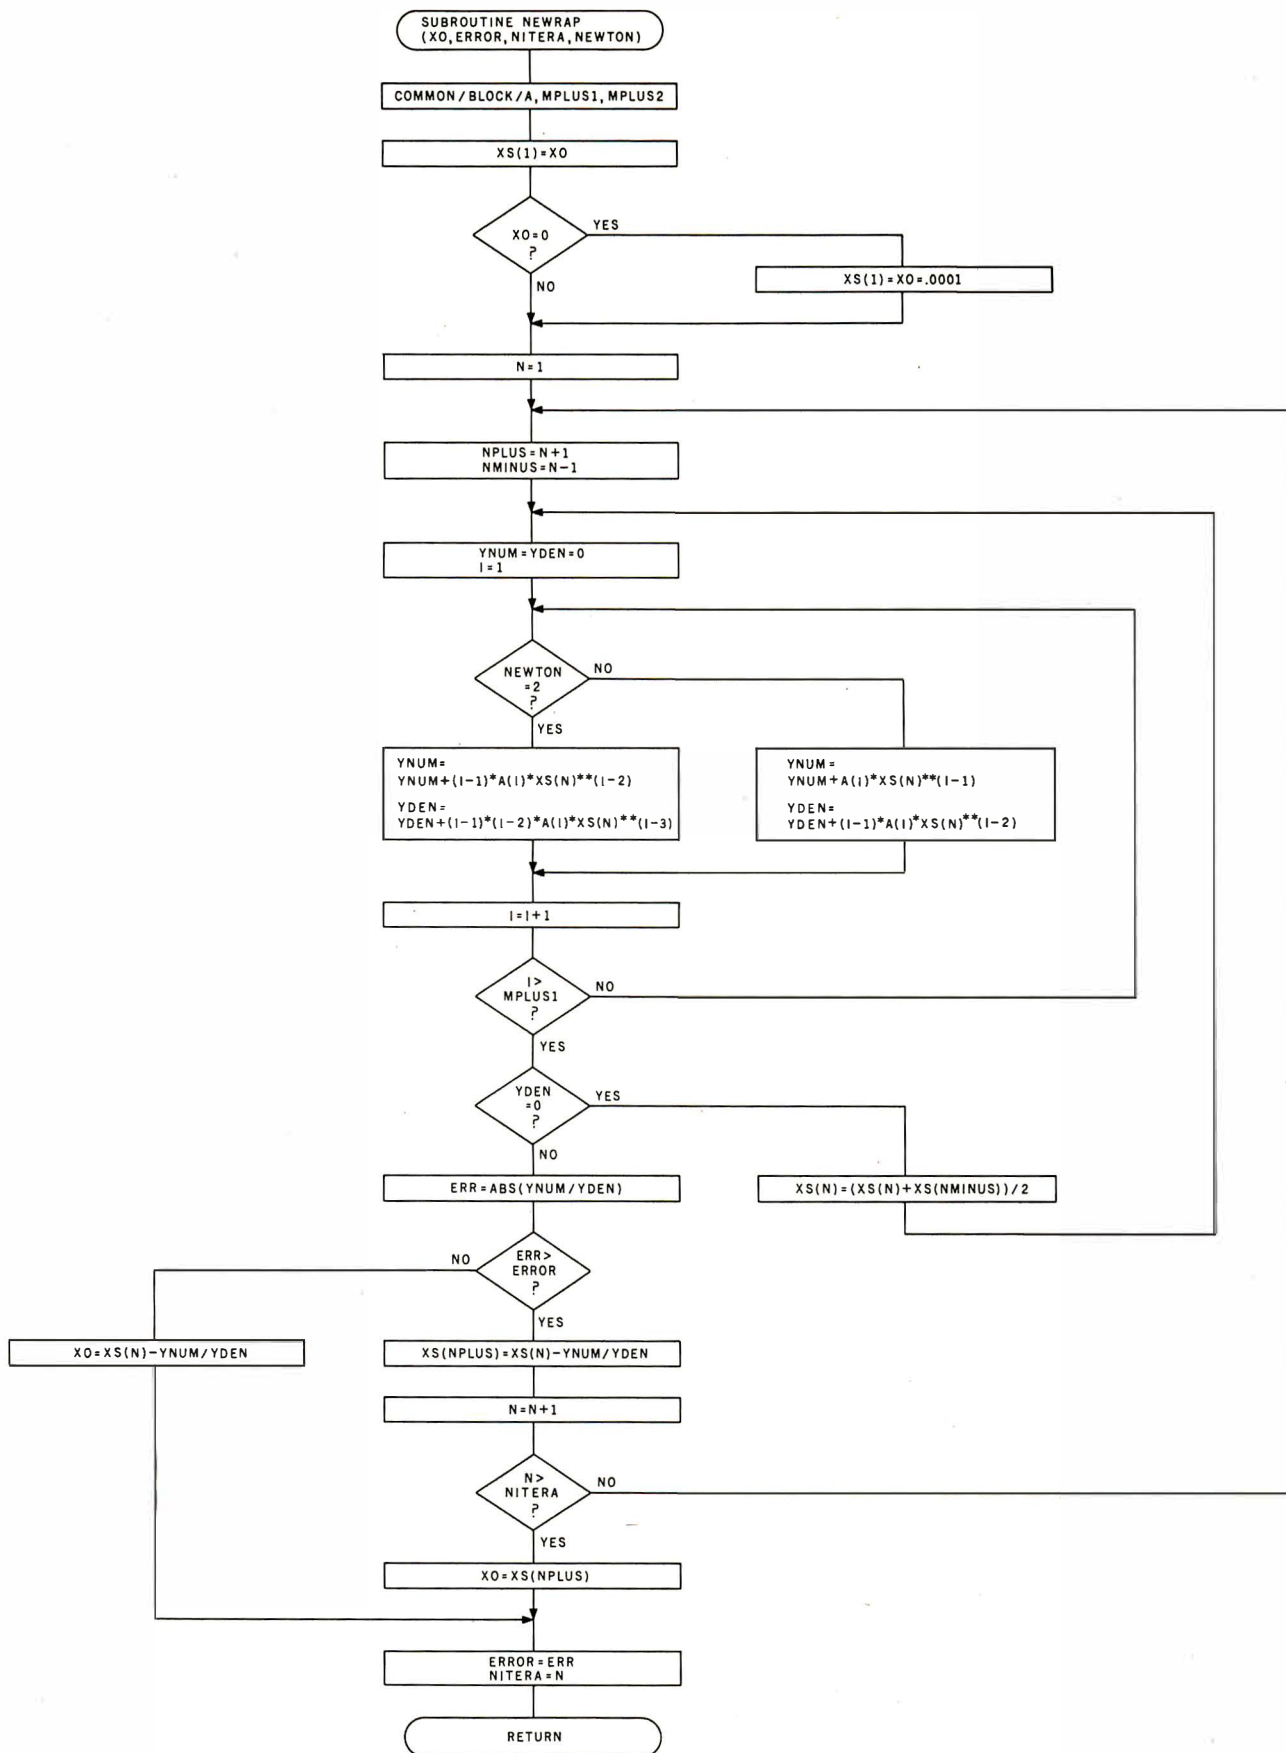 SUBROUTINE NEWRAP
(XO,ERROR,NITERA,NEWTON)
COMMON/BLOCK/A,MPLUS1,MPLUS2
XS(1)=XO
XO=0
?
YES
NO
XS(1)=XO=.0001
N=1
NPLUS=N+1
NMINUS=N-1
YNUM=YDEN=0
I=1
NEWTON
=2
?
NO
YES
YNUM=
YNUM+(I-1)*A(I)*XS(N)**(I-2)
YDEN=
YDEN+(I-1)*(I-2)*A(I)*XS(N)**(I-3)
YNUM=
YNUM+A(I)*XS(N)**(I-1)
YDEN=
YDEN+(I-1)*A(I)*XS(N)**(I-2)
I=I+1
I>
MPLUS1
?
NO
YES
YDEN
=0
?
YES
NO
ERR=ABS(YNUM/YDEN)
XS(N)=(XS(N)+XS(NMINUS))/2
ERR>
ERROR
?
NO
YES
XO=XS(N)-YNUM/YDEN
XS(NPLUS)=XS(N)-YNUM/YDEN
N=N+1
N>
NITERA
?
NO
YES
XO=XS(NPLUS)
ERROR=ERR
NITERA=N
RETURN